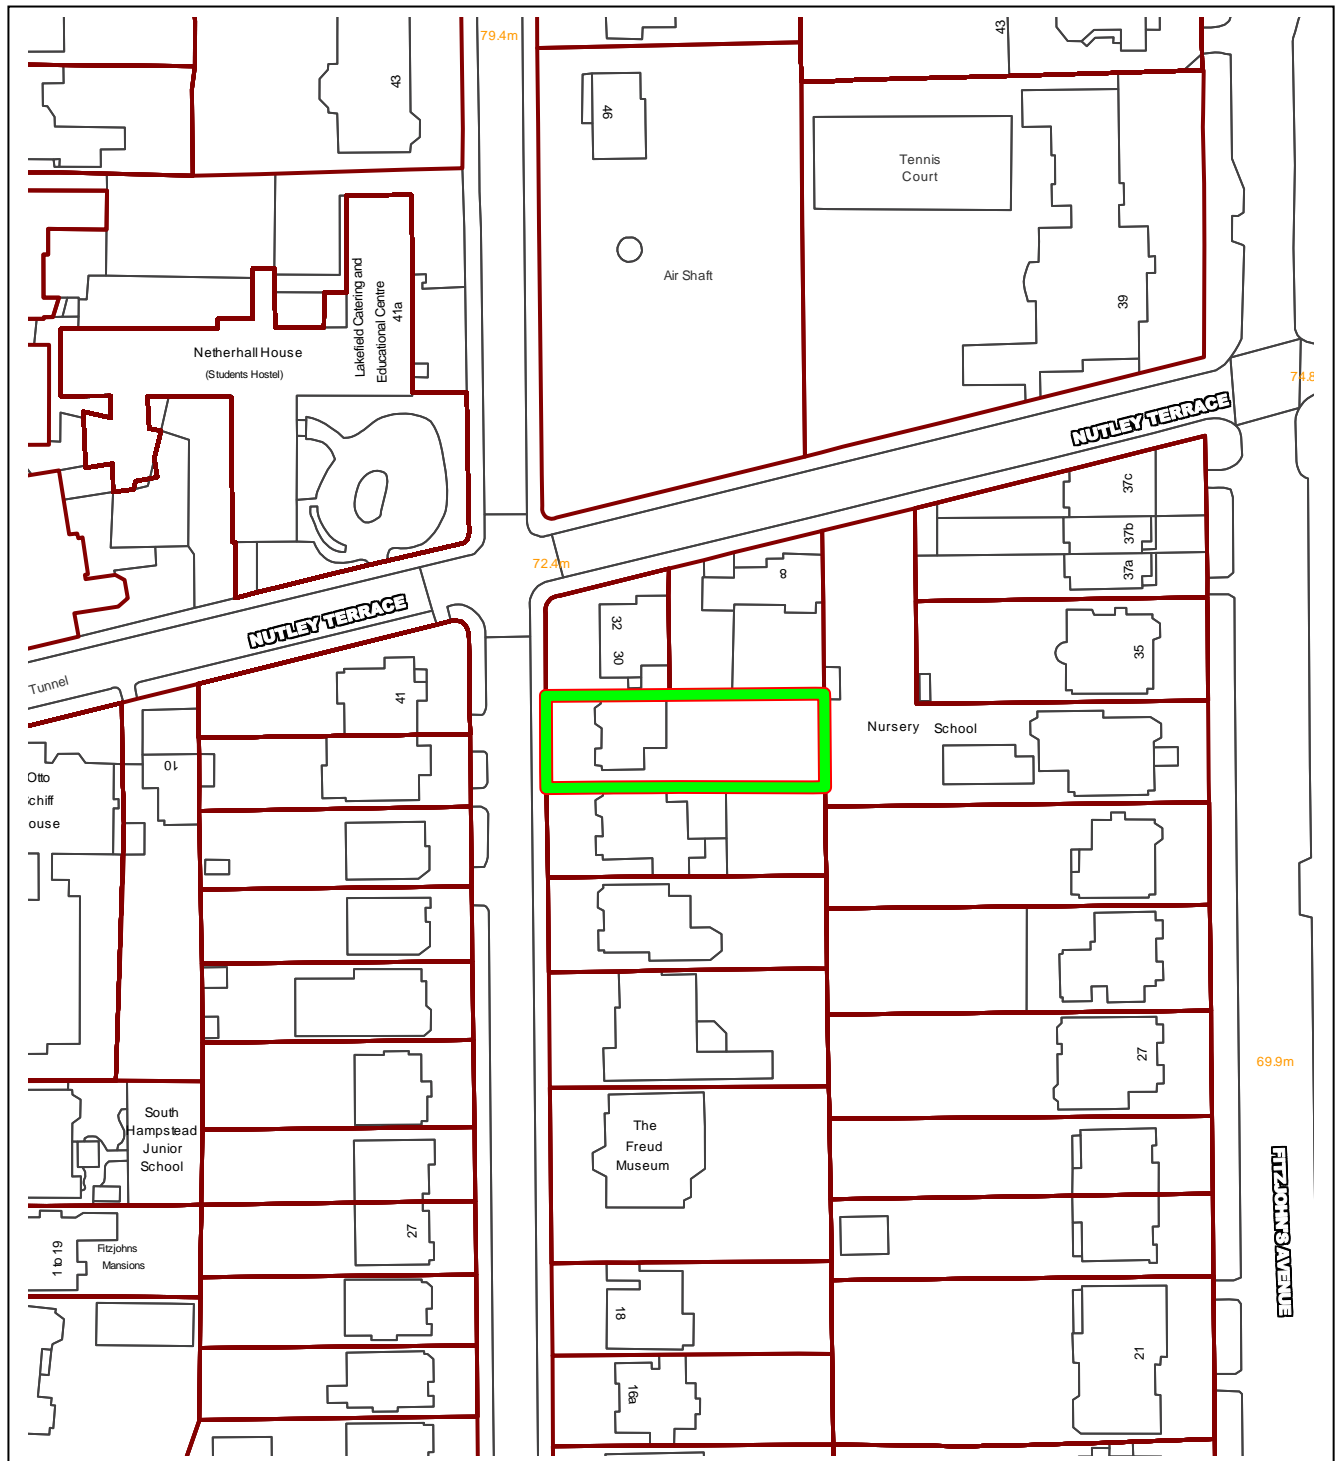 79.4m
43
43
46
Tennis
Court
Air Shaft
39
Lakefield Catering and
Educational Centre
41a
Netherhall House
(Students Hostel)
74.8
NUTLEY TERRACE
37c
37b
37a
72.4m
8
NUTLEY TERRACE
32
30
35
Tunnel
41
Nursery School
10
Otto
chiff
ouse
27
69.9m
South
Hampstead
Junior
School
The
Freud
Museum
27
1 to 19
Fitzjohns
Mansions
FITZJOHN'S AVENUE
18
21
16a